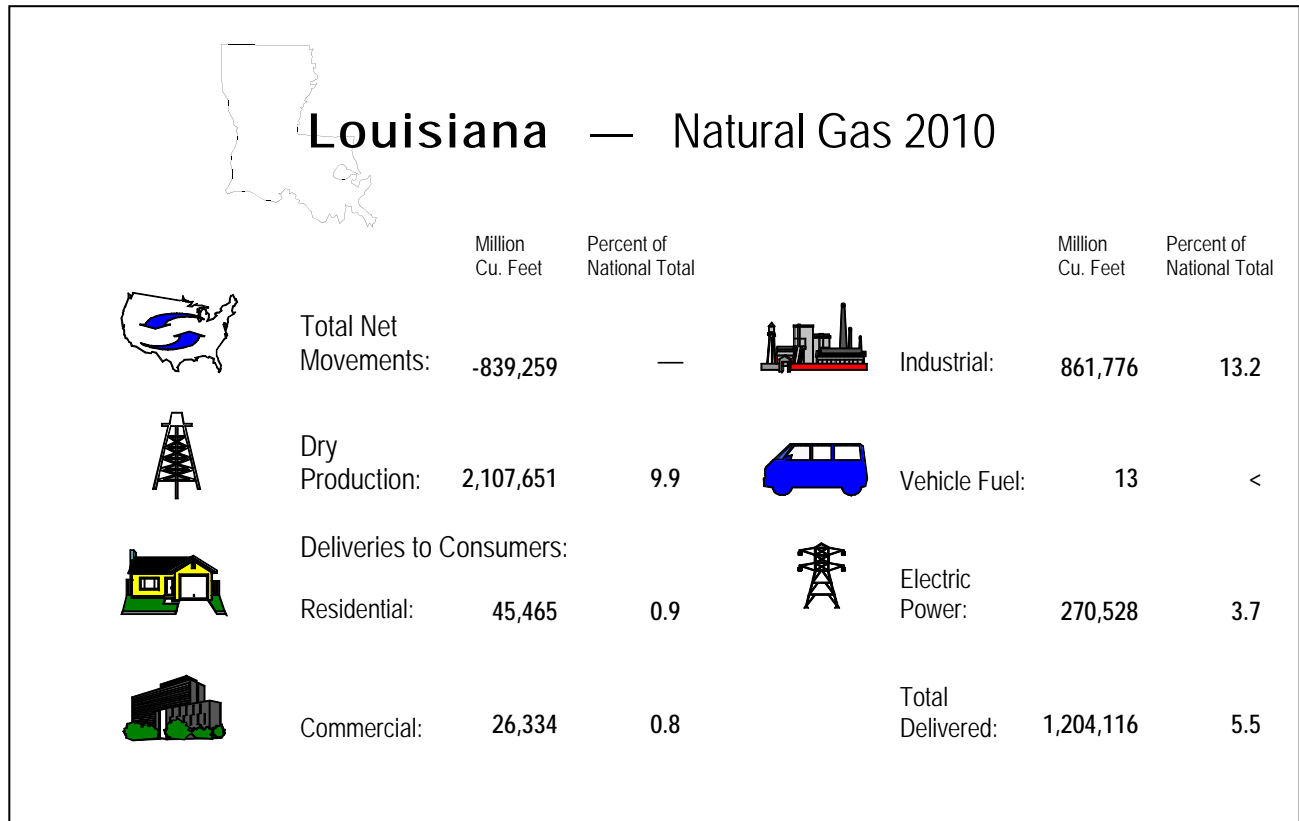 Louisiana — Natural Gas 2010
Million Percent of
Cu. Feet National Total
Total Net
Movements: -839,259 —
Dry
Production: 2,107,651 9.9
Deliveries to Consumers:
Residential: 45,465 0.9
Commercial: 26,334 0.8
Million Percent of
Cu. Feet National Total
Industrial: 861,776 13.2
Vehicle Fuel: 13 <
Electric
Power: 270,528 3.7
Total
Delivered: 1,204,116 5.5